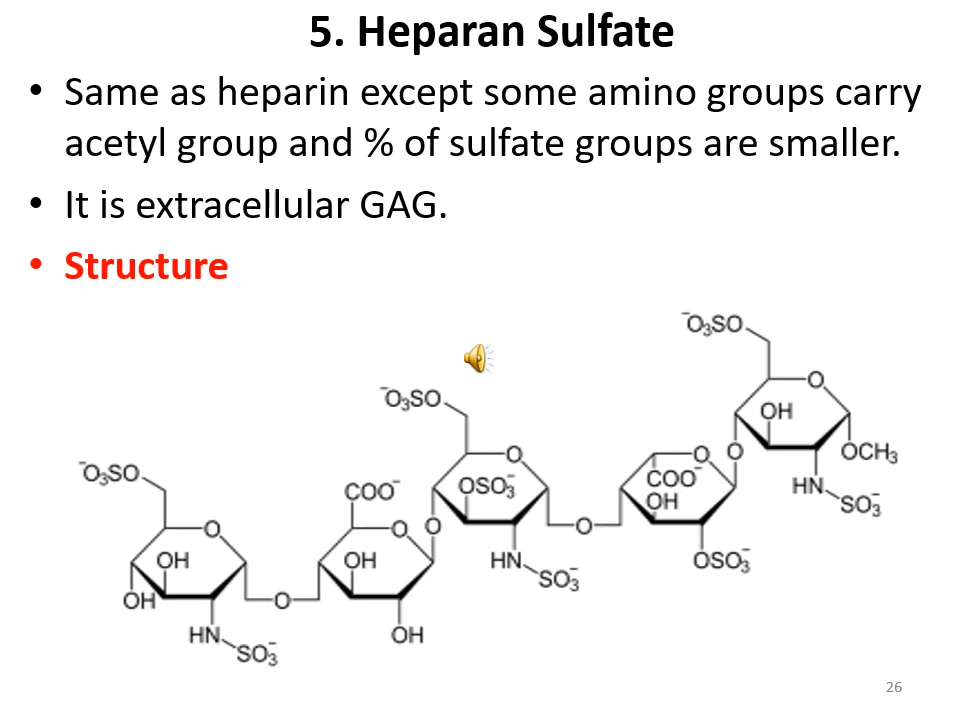 5. Heparan Sulfate
• Same as heparin except some amino groups carry
acetyl group and % of sulfate groups are smaller.
• It is extracellular GAG.
• Structure
⁻O₃SO
O
OH
OCH₃
HN
SO₃⁻
⁻O₃SO
O
OSO₃⁻
HN
SO₃⁻
O
O
COO⁻
OH
OSO₃⁻
O
⁻O₃SO
O
OH
OH
HN
SO₃⁻
O
COO⁻
O
OH
OH
O
26